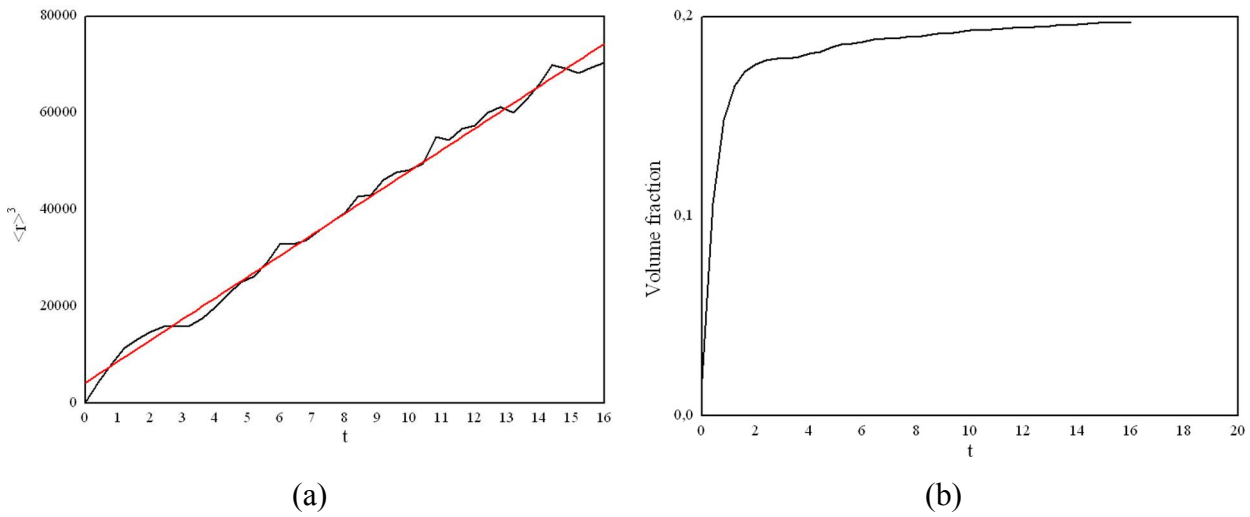 80000
60000
40000
20000
0
<r>³
0 1 2 3 4 5 6 7 8 9 10 11 12 13 14 15 16
t
(a)
0,2
0,1
0,0
Volume fraction
0 2 4 6 8 10 12 14 16 18 20
t
(b)